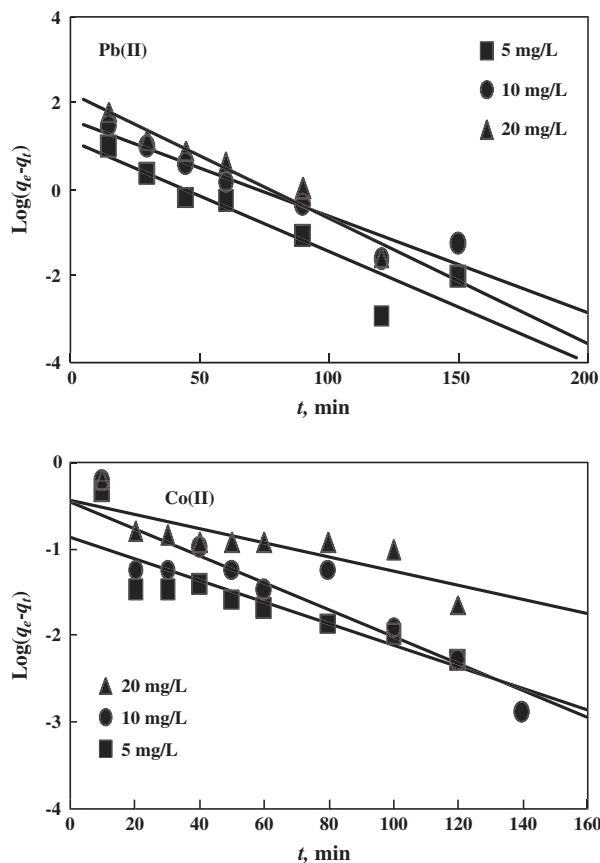 4
Pb(II)
5 mg/L
10 mg/L
2
20 mg/L
Log(qe-qt)
0
-2
-4
0 50 100 150 200
t, min
0
Co(II)
-1
Log(qe-qt)
-2
20 mg/L
10 mg/L
-3
5 mg/L
-4
0 20 40 60 80 100 120 140 160
t, min